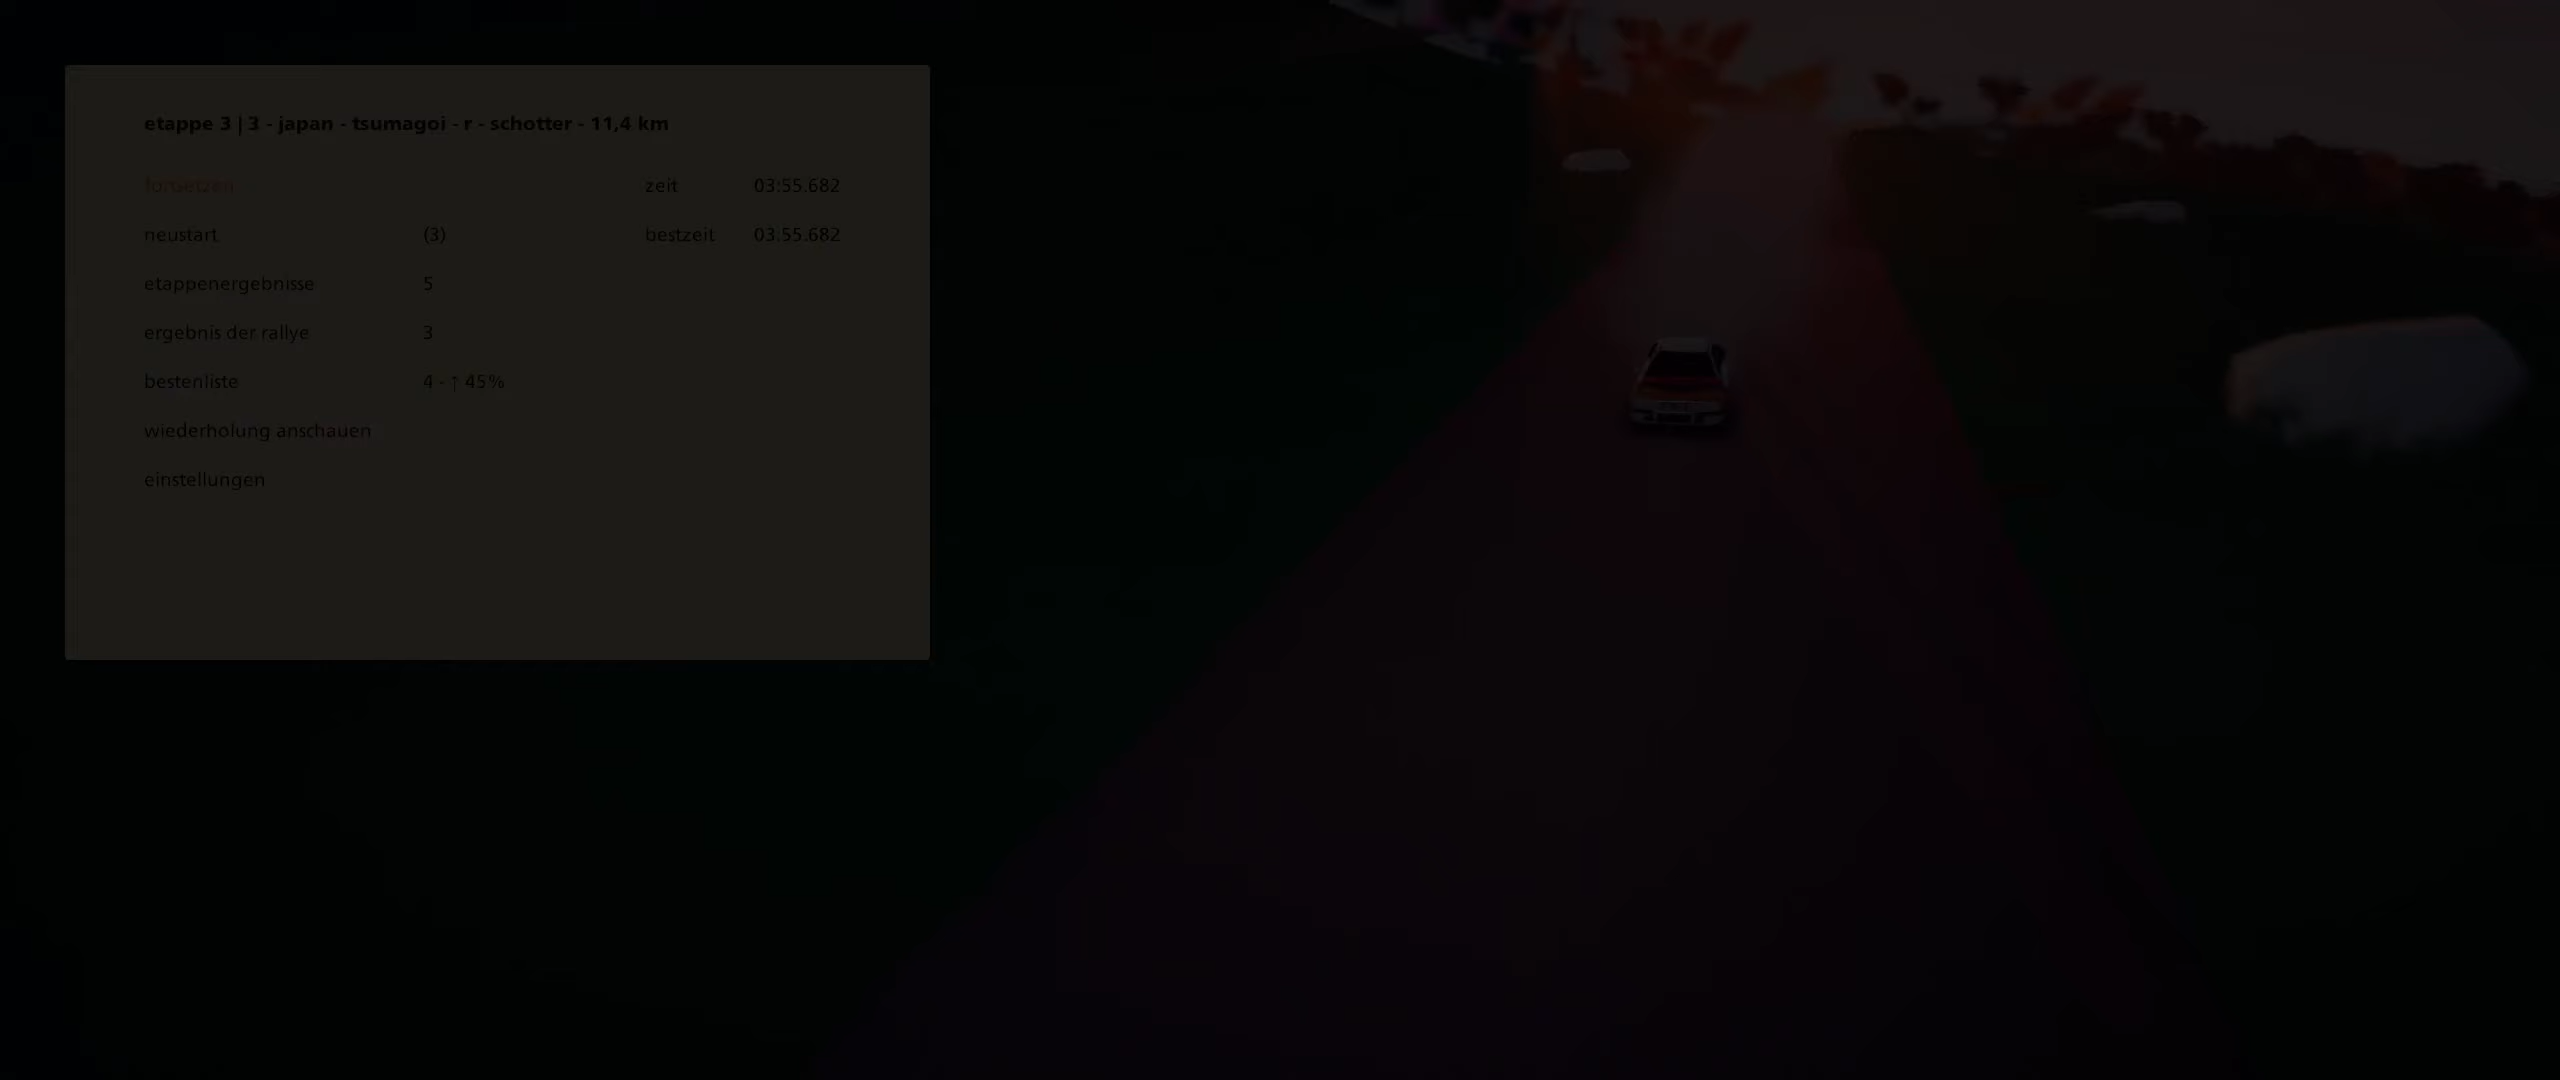 etappe 3 | 3 - japan - tsumagoi - r - schotter - 11,4 km
fortsetzen zeit 03:55.682
neustart (3) bestzeit 03:55.682
etappenergebnisse 5
ergebnis der rallye 3
bestenliste 4 - ↑ 45%
wiederholung anschauen
einstellungen